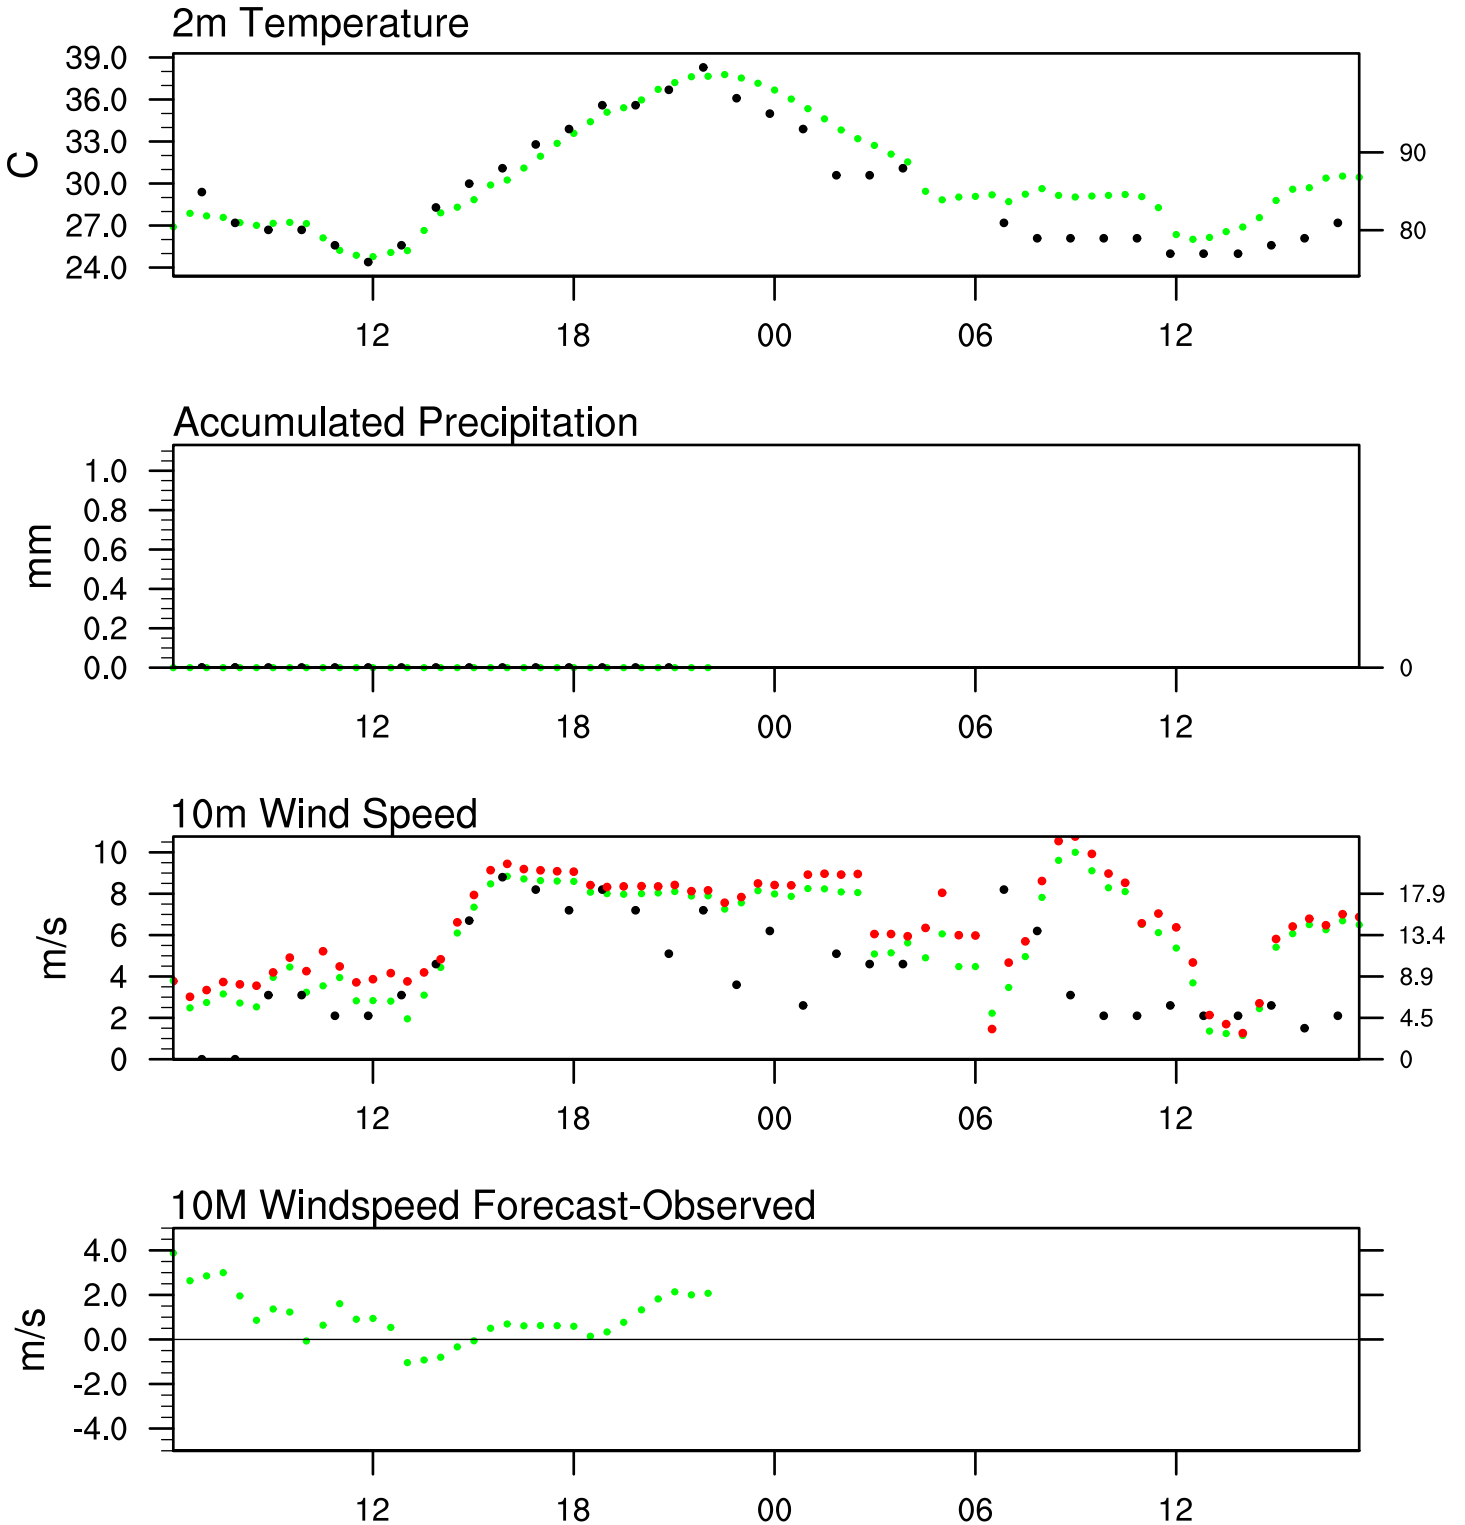 2m Temperature
39.0
36.0
33.0
30.0
27.0
24.0
C
90
80
12 18 00 06 12
Accumulated Precipitation
1.0
0.8
0.6
0.4
0.2
0.0
mm
0
12 18 00 06 12
10m Wind Speed
10
8
6
4
2
0
m/s
17.9
13.4
8.9
4.5
0
12 18 00 06 12
10M Windspeed Forecast-Observed
4.0
2.0
0.0
-2.0
-4.0
m/s
12 18 00 06 12